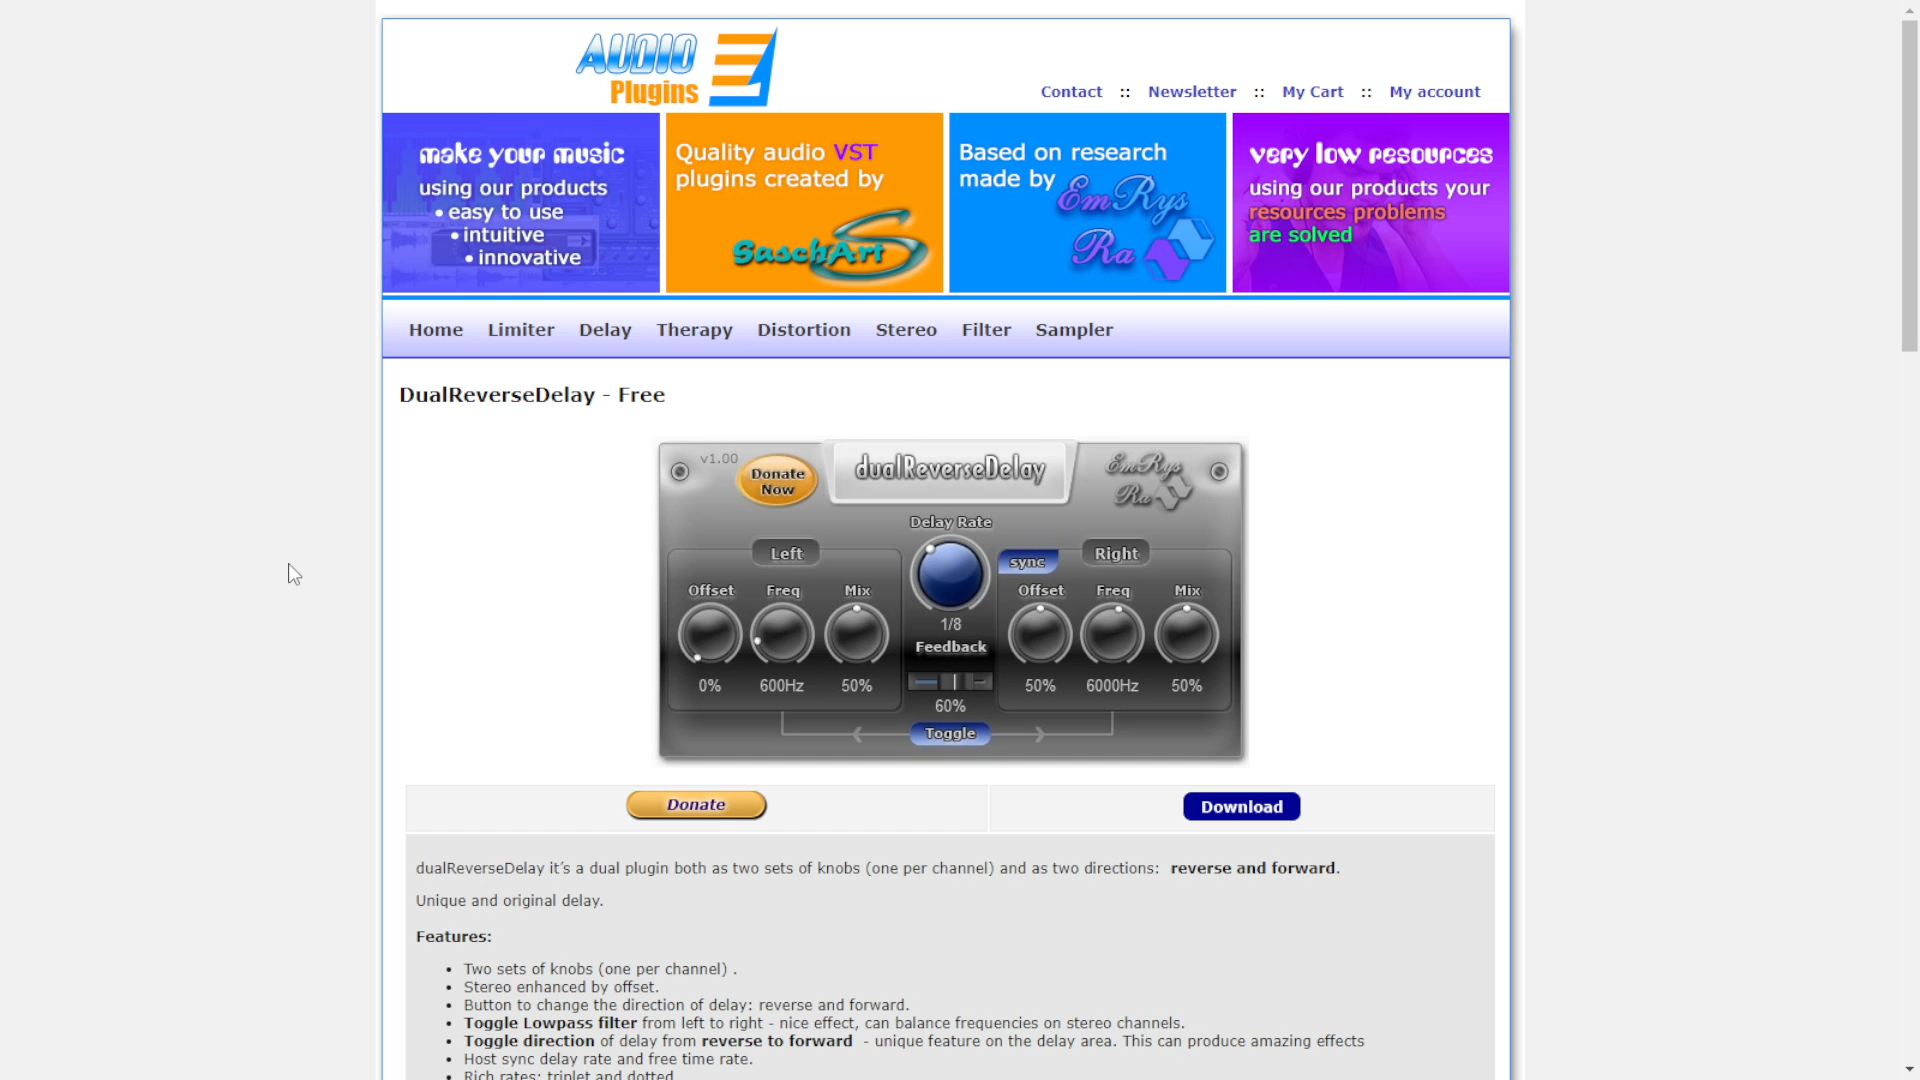 AUDIO
Plugins
Contact :: Newsletter :: My Cart :: My account
make your music
using our products
• easy to use
• intuitive
• innovative
Quality audio VST
plugins created by
SaschArt
Based on research
made by
EmRys
Ra
very low resources
using our products your
resources problems
are solved
Home Limiter Delay Therapy Distortion Stereo Filter Sampler
DualReverseDelay - Free
v1.00
Donate
Now
dualReverseDelay
EmRys
Ra
Delay Rate
Left
sync
Right
Offset Freq Mix
Offset Freq Mix
1/8
Feedback
0% 600Hz 50%
50% 6000Hz 50%
60%
Toggle
Donate
Download
dualReverseDelay it’s a dual plugin both as two sets of knobs (one per channel) and as two directions: reverse and forward.
Unique and original delay.
Features:
• Two sets of knobs (one per channel) .
• Stereo enhanced by offset.
• Button to change the direction of delay: reverse and forward.
• Toggle Lowpass filter from left to right - nice effect, can balance frequencies on stereo channels.
• Toggle direction of delay from reverse to forward - unique feature on the delay area. This can produce amazing effects
• Host sync delay rate and free time rate.
• Rich rates: triplet and dotted